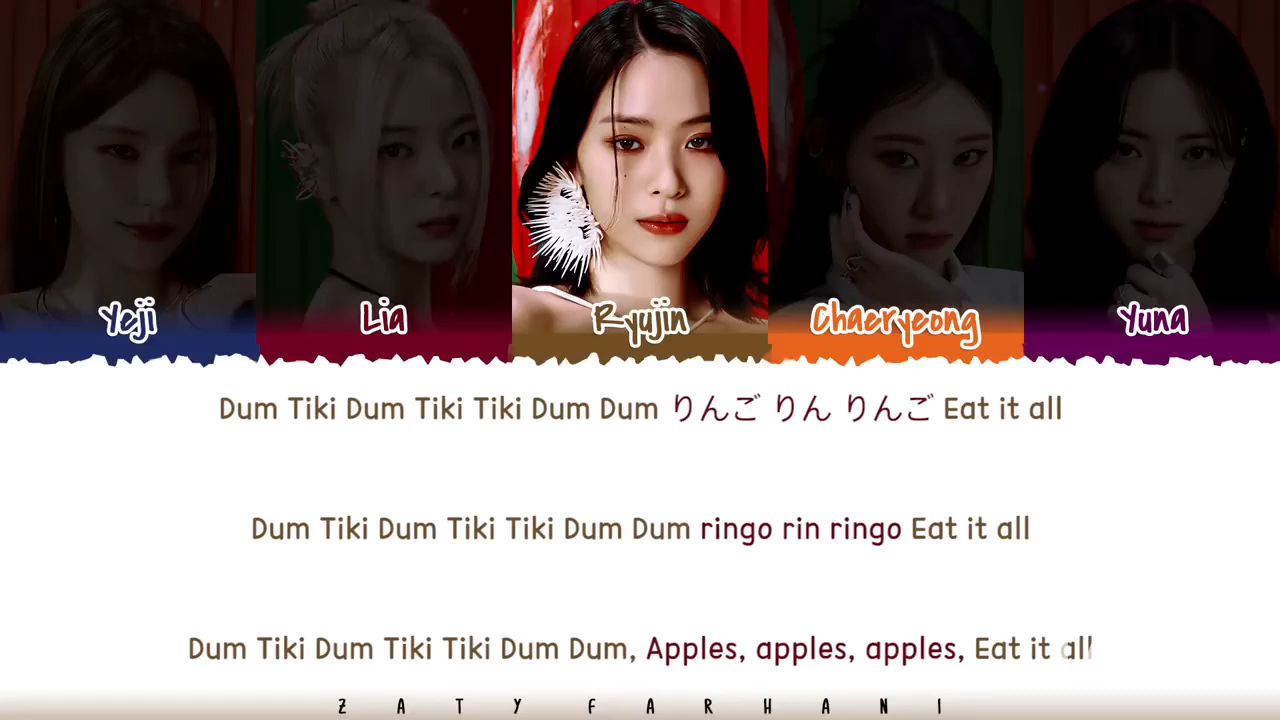 Yeji Lia Ryujin Chaeryeong Yuna
Dum Tiki Dum Tiki Tiki Dum Dum りんご りん りんご Eat it all
Dum Tiki Dum Tiki Tiki Dum Dum ringo rin ringo Eat it all
Dum Tiki Dum Tiki Tiki Dum Dum, Apples, apples, apples, Eat it all
ZATY FARHANI